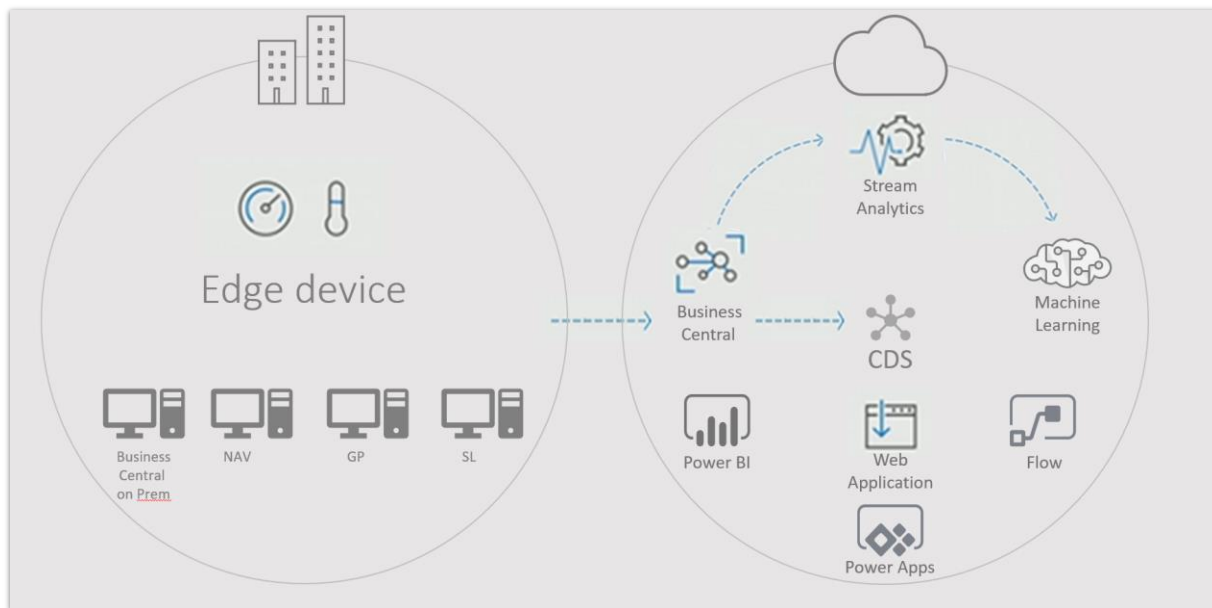 Edge device
Business
Central
on Prem
NAV
GP
SL
Stream
Analytics
Business
Central
CDS
Machine
Learning
Power BI
Web
Application
Flow
Power Apps